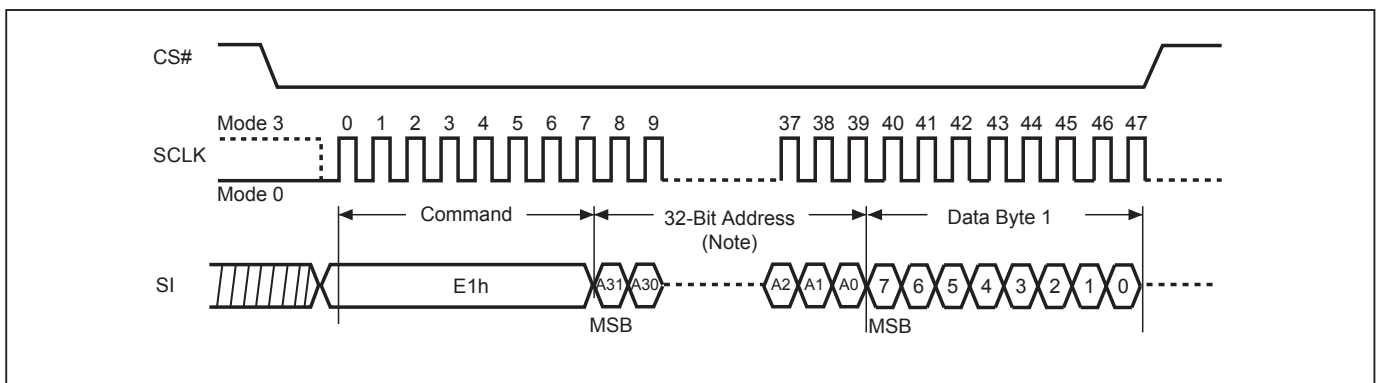 CS#
Mode 3 0 1 2 3 4 5 6 7 8 9 37 38 39 40 41 42 43 44 45 46 47
SCLK
Mode 0
Command 32-Bit Address Data Byte 1
(Note)
SI E1h A31 A30 A2 A1 A0 7 6 5 4 3 2 1 0
MSB MSB